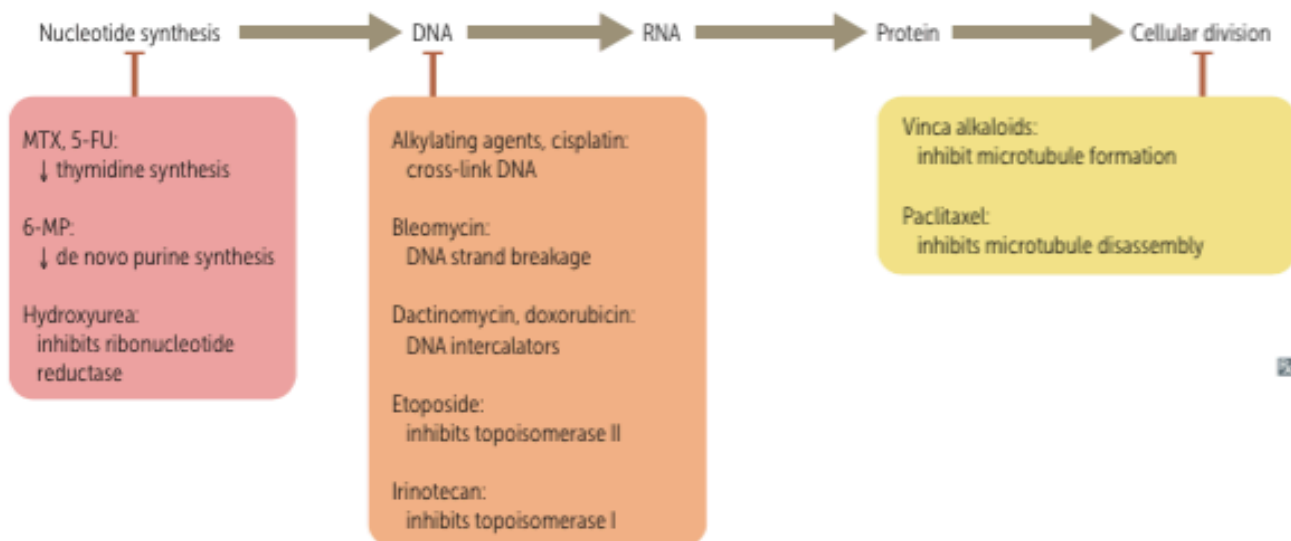 Nucleotide synthesis
DNA
RNA
Protein
Cellular division
MTX, 5-FU:
↓ thymidine synthesis
6-MP:
↓ de novo purine synthesis
Hydroxyurea:
inhibits ribonucleotide
reductase
Alkylating agents, cisplatin:
cross-link DNA
Bleomycin:
DNA strand breakage
Dactinomycin, doxorubicin:
DNA intercalators
Etoposide:
inhibits topoisomerase II
Irinotecan:
inhibits topoisomerase I
Vinca alkaloids:
inhibit microtubule formation
Paclitaxel:
inhibits microtubule disassembly